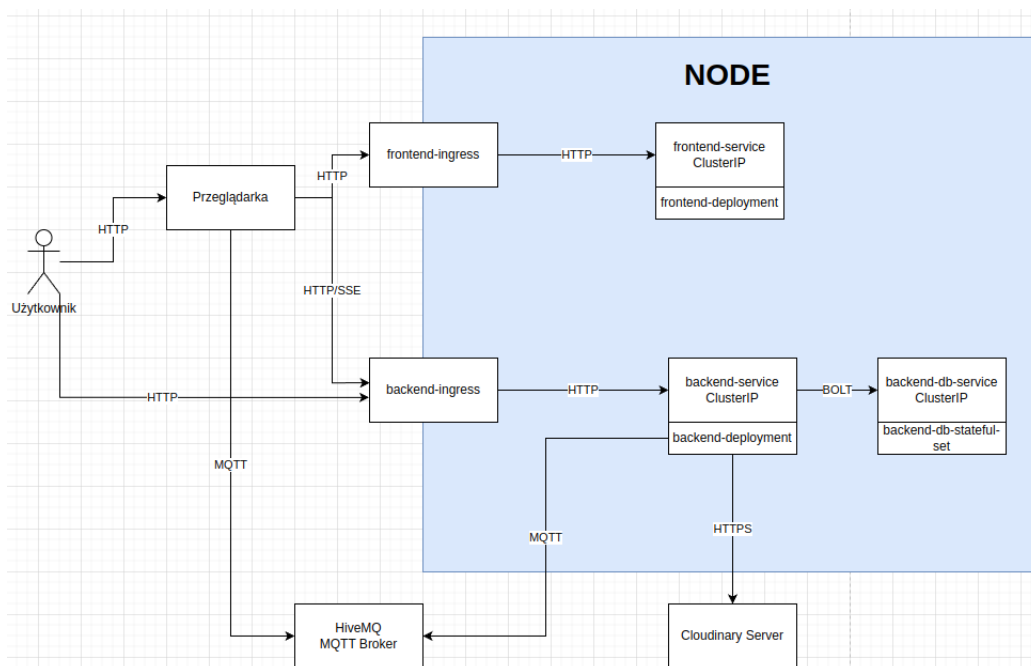 NODE
frontend-ingress
HTTP
frontend-service
ClusterIP
frontend-deployment
HTTP
Przeglądarka
HTTP
Użytkownik
HTTP/SSE
backend-ingress
HTTP
backend-service
ClusterIP
backend-deployment
BOLT
backend-db-service
ClusterIP
backend-db-stateful-
set
HTTP
MQTT
MQTT
HTTPS
HiveMQ
MQTT Broker
Cloudinary Server